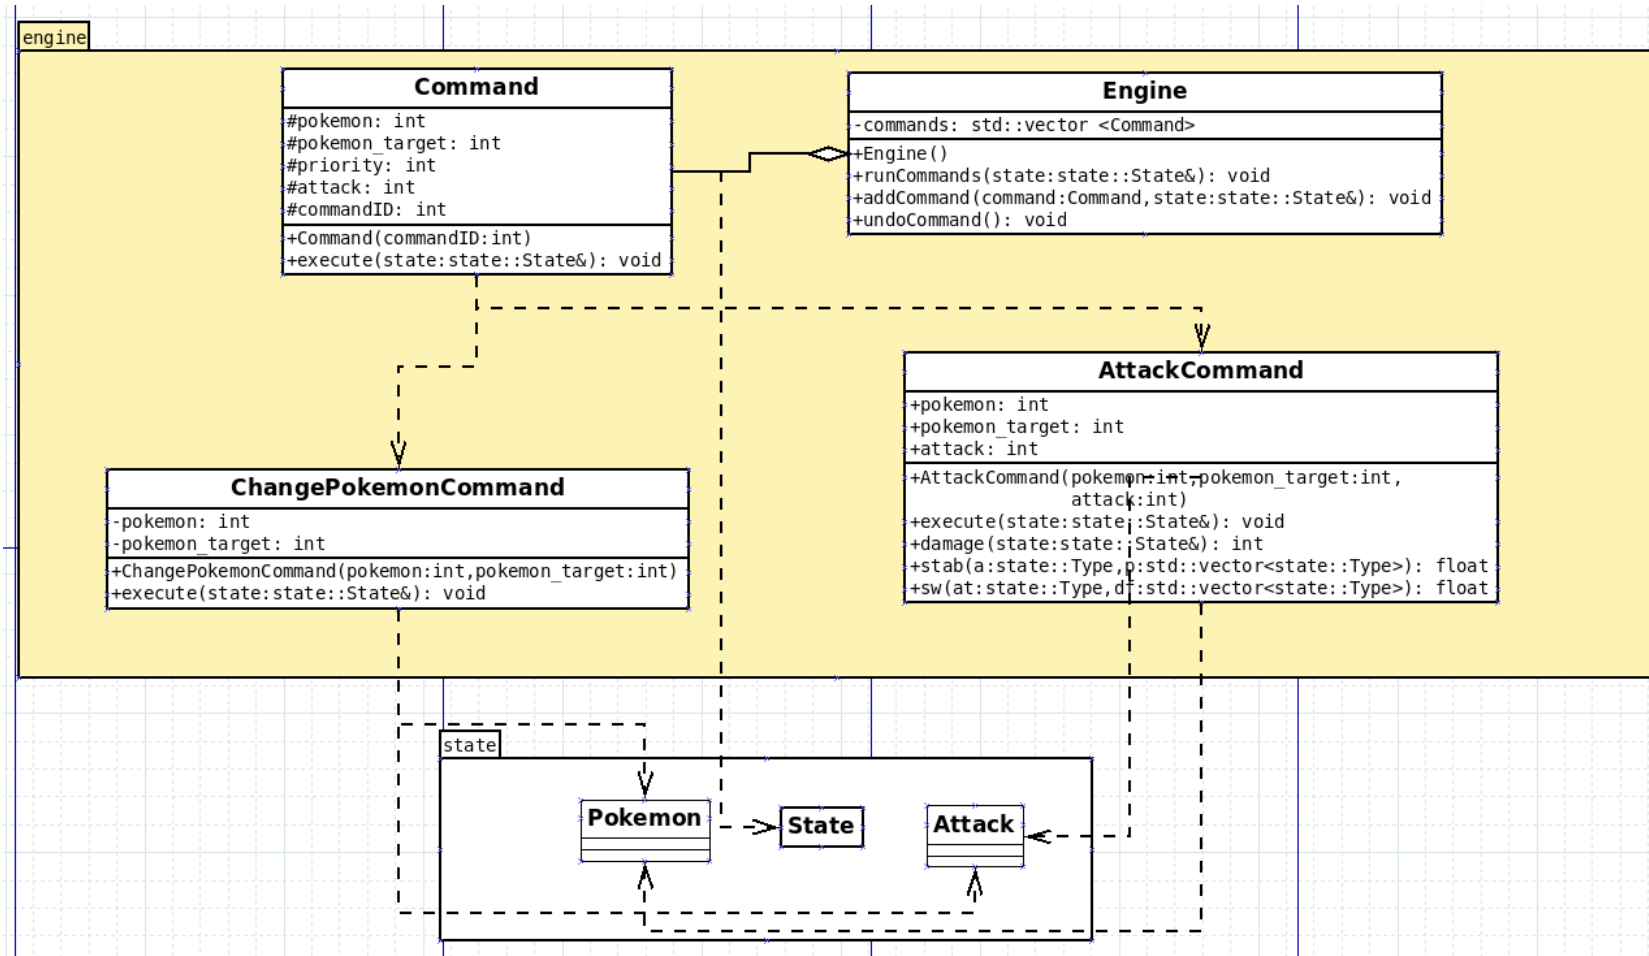 engine
Command
#pokemon: int
#pokemon_target: int
#priority: int
#attack: int
#commandID: int
+Command(commandID:int)
+execute(state:state::State&): void
Engine
-commands: std::vector <Command>
+Engine()
+runCommands(state:state::State&): void
+addCommand(command:Command,state:state::State&): void
+undoCommand(): void
AttackCommand
+pokemon: int
+pokemon_target: int
+attack: int
+AttackCommand(pokemon:int,pokemon_target:int,
attack:int)
+execute(state:state::State&): void
+damage(state:state::State&): int
+stab(a:state::Type,p:std::vector<state::Type>): float
+sw(at:state::Type,df:std::vector<state::Type>): float
ChangePokemonCommand
-pokemon: int
-pokemon_target: int
+ChangePokemonCommand(pokemon:int,pokemon_target:int)
+execute(state:state::State&): void
state
Pokemon
State
Attack